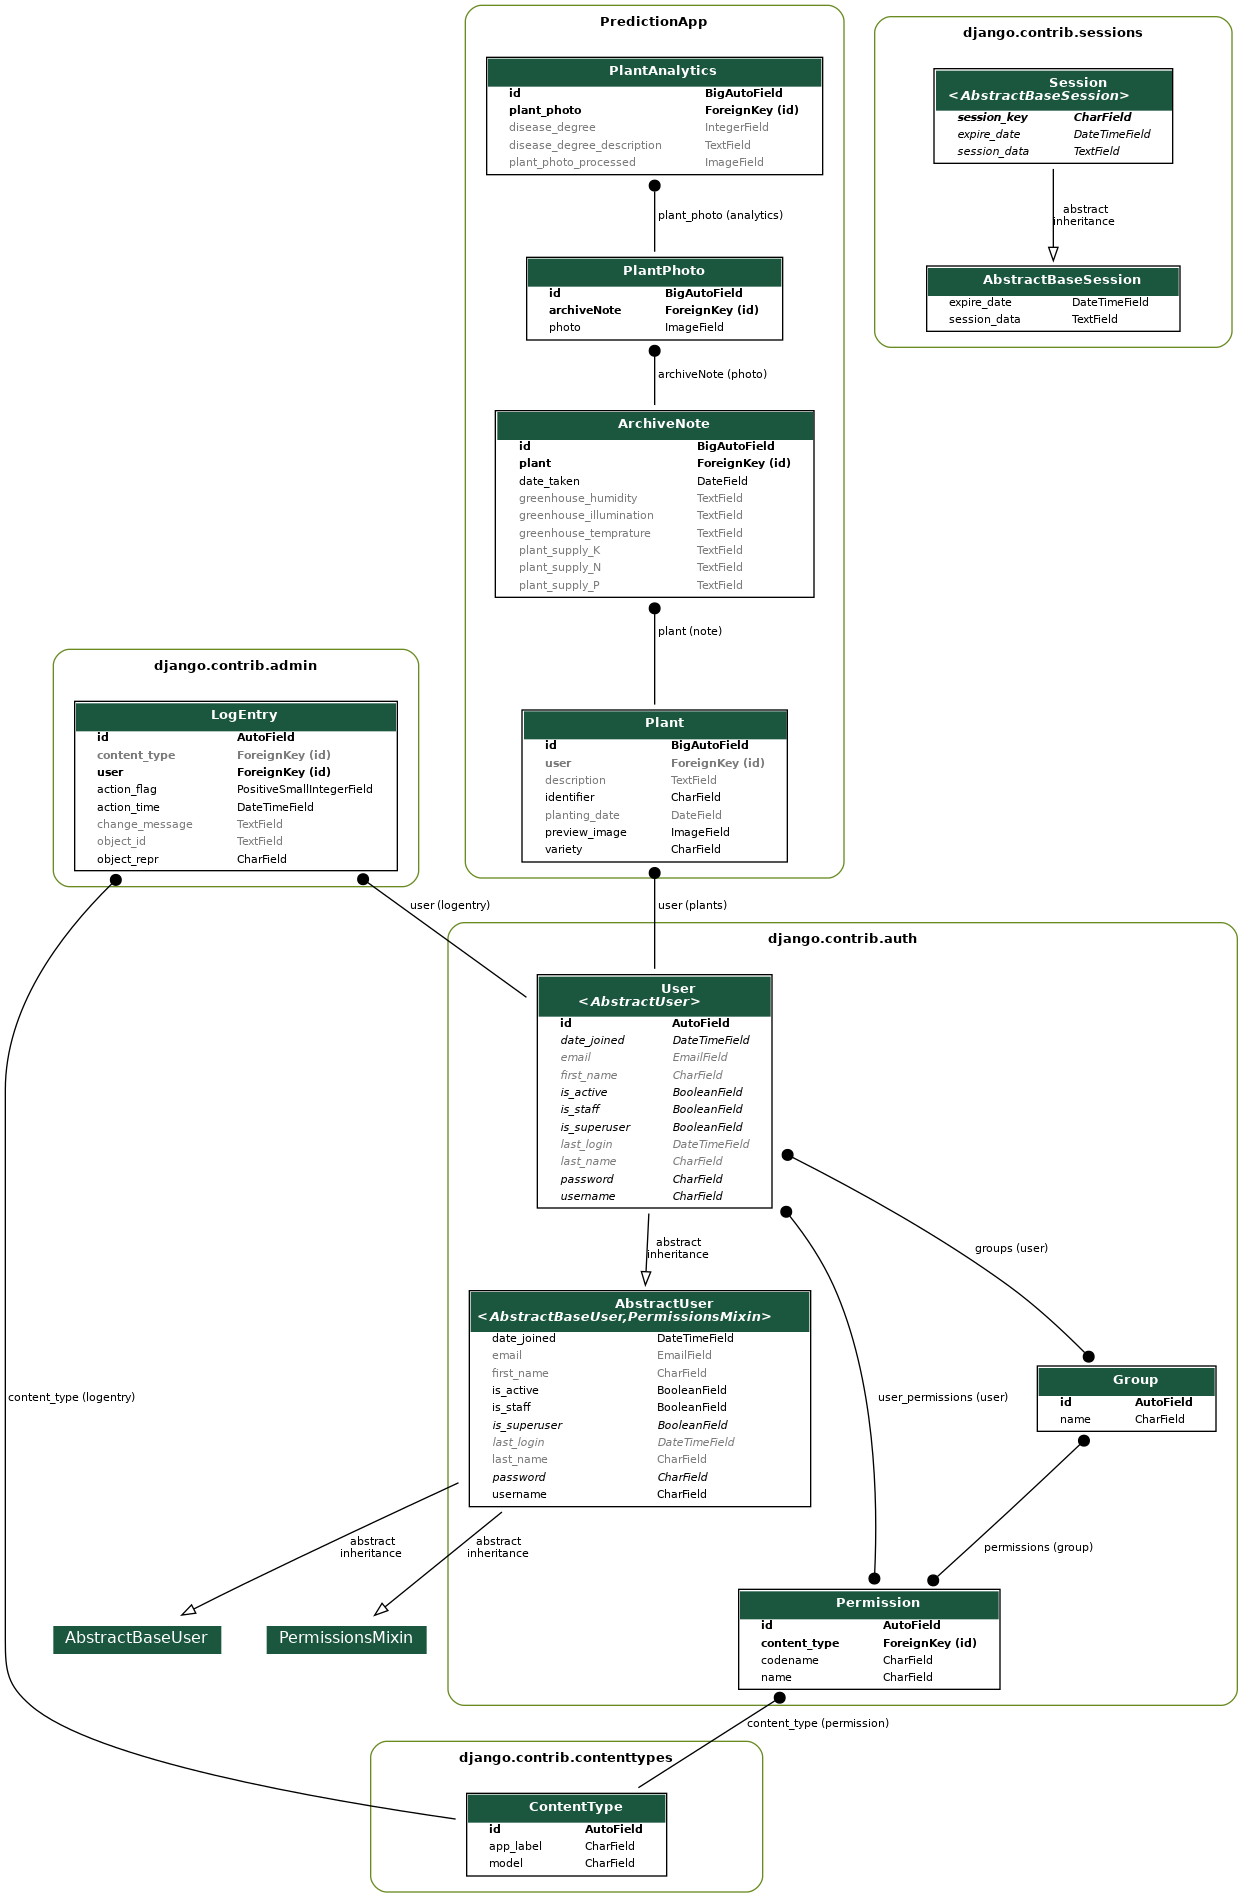 PredictionApp
PlantAnalytics
id BigAutoField
plant_photo ForeignKey (id)
disease_degree IntegerField
disease_degree_description TextField
plant_photo_processed ImageField
plant_photo (analytics)
PlantPhoto
id BigAutoField
archiveNote ForeignKey (id)
photo ImageField
archiveNote (photo)
ArchiveNote
id BigAutoField
plant ForeignKey (id)
date_taken DateField
greenhouse_humidity TextField
greenhouse_illumination TextField
greenhouse_temprature TextField
plant_supply_K TextField
plant_supply_N TextField
plant_supply_P TextField
plant (note)
Plant
id BigAutoField
user ForeignKey (id)
description TextField
identifier CharField
planting_date DateField
preview_image ImageField
variety CharField
user (plants)
django.contrib.sessions
Session
<AbstractBaseSession>
session_key CharField
expire_date DateTimeField
session_data TextField
abstract
inheritance
AbstractBaseSession
expire_date DateTimeField
session_data TextField
django.contrib.admin
LogEntry
id AutoField
content_type ForeignKey (id)
user ForeignKey (id)
action_flag PositiveSmallIntegerField
action_time DateTimeField
change_message TextField
object_id TextField
object_repr CharField
user (logentry)
content_type (logentry)
django.contrib.auth
User
<AbstractUser>
id AutoField
date_joined DateTimeField
email EmailField
first_name CharField
is_active BooleanField
is_staff BooleanField
is_superuser BooleanField
last_login DateTimeField
last_name CharField
password CharField
username CharField
abstract
inheritance
groups (user)
user_permissions (user)
AbstractUser
<AbstractBaseUser,PermissionsMixin>
date_joined DateTimeField
email EmailField
first_name CharField
is_active BooleanField
is_staff BooleanField
is_superuser BooleanField
last_login DateTimeField
last_name CharField
password CharField
username CharField
Group
id AutoField
name CharField
permissions (group)
abstract
inheritance
abstract
inheritance
AbstractBaseUser
PermissionsMixin
Permission
id AutoField
content_type ForeignKey (id)
codename CharField
name CharField
content_type (permission)
django.contrib.contenttypes
ContentType
id AutoField
app_label CharField
model CharField